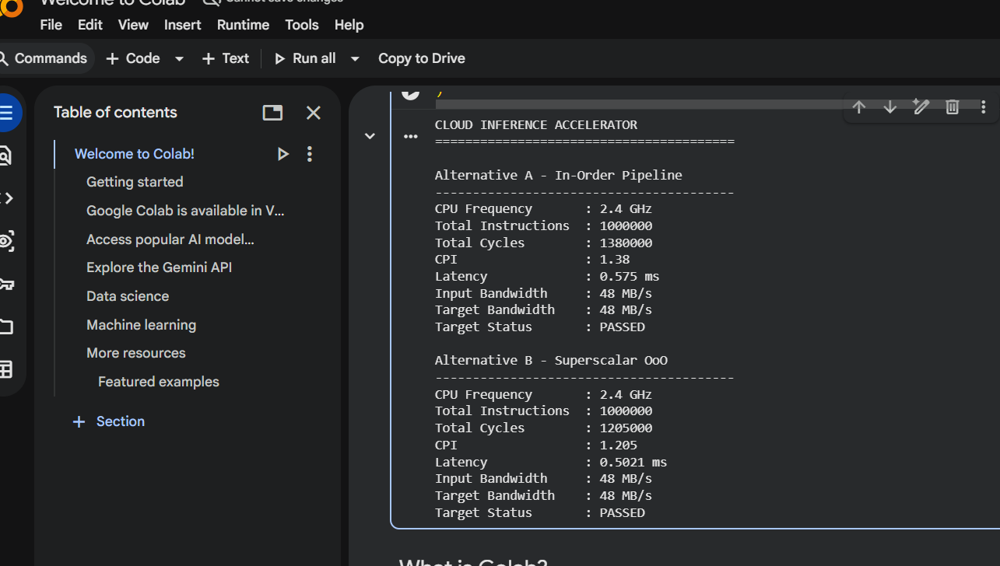 Welcome to Colab
Cannot save changes
File Edit View Insert Runtime Tools Help
Commands + Code + Text Run all Copy to Drive
Table of contents
Welcome to Colab!
Getting started
Google Colab is available in V...
Access popular AI model...
Explore the Gemini API
Data science
Machine learning
More resources
Featured examples
+ Section
)
CLOUD INFERENCE ACCELERATOR
========================================
Alternative A - In-Order Pipeline
----------------------------------------
CPU Frequency : 2.4 GHz
Total Instructions : 1000000
Total Cycles : 1380000
CPI : 1.38
Latency : 0.575 ms
Input Bandwidth : 48 MB/s
Target Bandwidth : 48 MB/s
Target Status : PASSED
Alternative B - Superscalar OoO
----------------------------------------
CPU Frequency : 2.4 GHz
Total Instructions : 1000000
Total Cycles : 1205000
CPI : 1.205
Latency : 0.5021 ms
Input Bandwidth : 48 MB/s
Target Bandwidth : 48 MB/s
Target Status : PASSED
What is Colab?